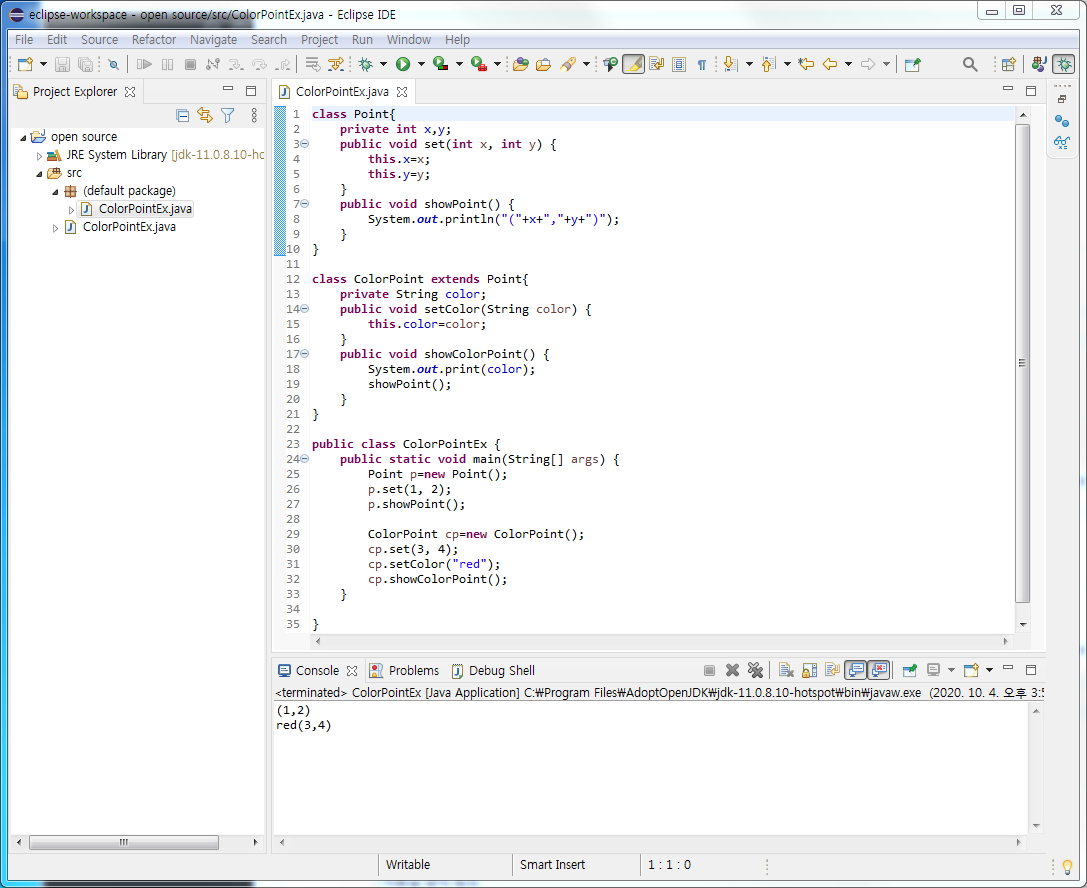 eclipse-workspace - open source/src/ColorPointEx.java - Eclipse IDE
File Edit Source Refactor Navigate Search Project Run Window Help
Project Explorer
open source
JRE System Library [jdk-11.0.8.10-ho
src
(default package)
ColorPointEx.java
ColorPointEx.java
ColorPointEx.java
1 class Point{
2     private int x,y;
3     public void set(int x, int y) {
4         this.x=x;
5         this.y=y;
6     }
7     public void showPoint() {
8         System.out.println("("+x+","+y+")");
9     }
10 }
11
12 class ColorPoint extends Point{
13     private String color;
14     public void setColor(String color) {
15         this.color=color;
16     }
17     public void showColorPoint() {
18         System.out.print(color);
19         showPoint();
20     }
21 }
22
23 public class ColorPointEx {
24     public static void main(String[] args) {
25         Point p=new Point();
26         p.set(1, 2);
27         p.showPoint();
28
29         ColorPoint cp=new ColorPoint();
30         cp.set(3, 4);
31         cp.setColor("red");
32         cp.showColorPoint();
33     }
34
35 }
Console Problems Debug Shell
<terminated> ColorPointEx [Java Application] C:₩Program Files₩AdoptOpenJDK₩jdk-11.0.8.10-hotspot₩bin₩javaw.exe (2020. 10. 4. 오후 3:5
(1,2)
red(3,4)
Writable Smart Insert 1 : 1 : 0